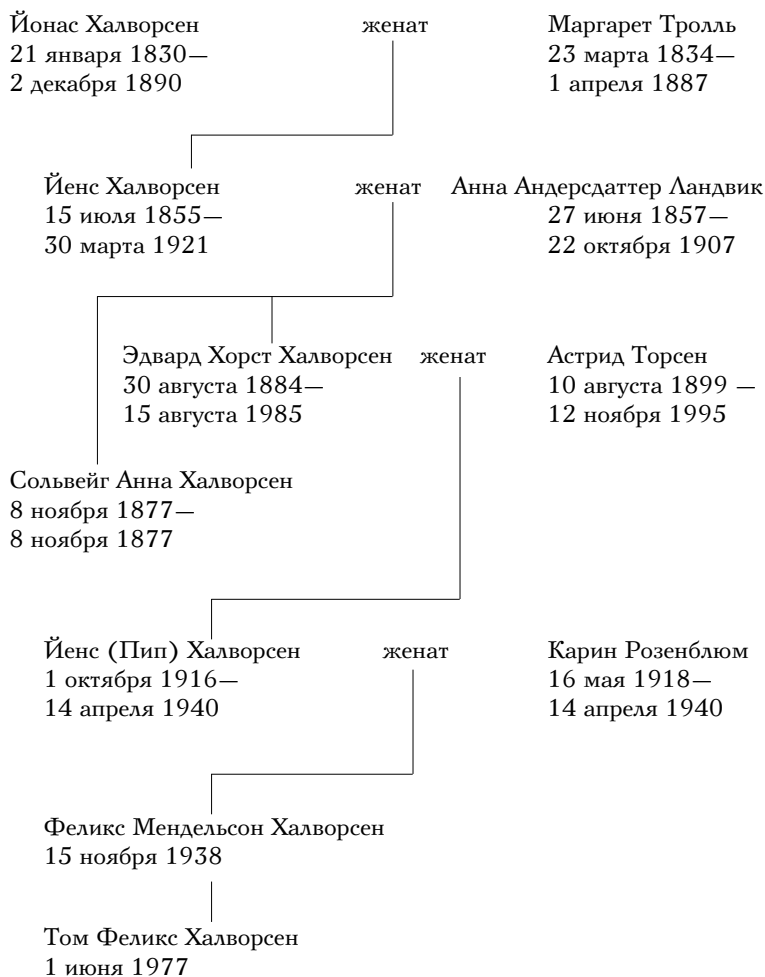 Йонас Халворсен женат Маргарет Тролль
21 января 1830— 23 марта 1834—
2 декабря 1890 1 апреля 1887
Йенс Халворсен женат Анна Андерсдаттер Ландвик
15 июля 1855— 27 июня 1857—
30 марта 1921 22 октября 1907
Эдвард Хорст Халворсен женат Астрид Торсен
30 августа 1884— 10 августа 1899 —
15 августа 1985 12 ноября 1995
Сольвейг Анна Халворсен
8 ноября 1877—
8 ноября 1877
Йенс (Пип) Халворсен женат Карин Розенблюм
1 октября 1916— 16 мая 1918—
14 апреля 1940 14 апреля 1940
Феликс Мендельсон Халворсен
15 ноября 1938
Том Феликс Халворсен
1 июня 1977